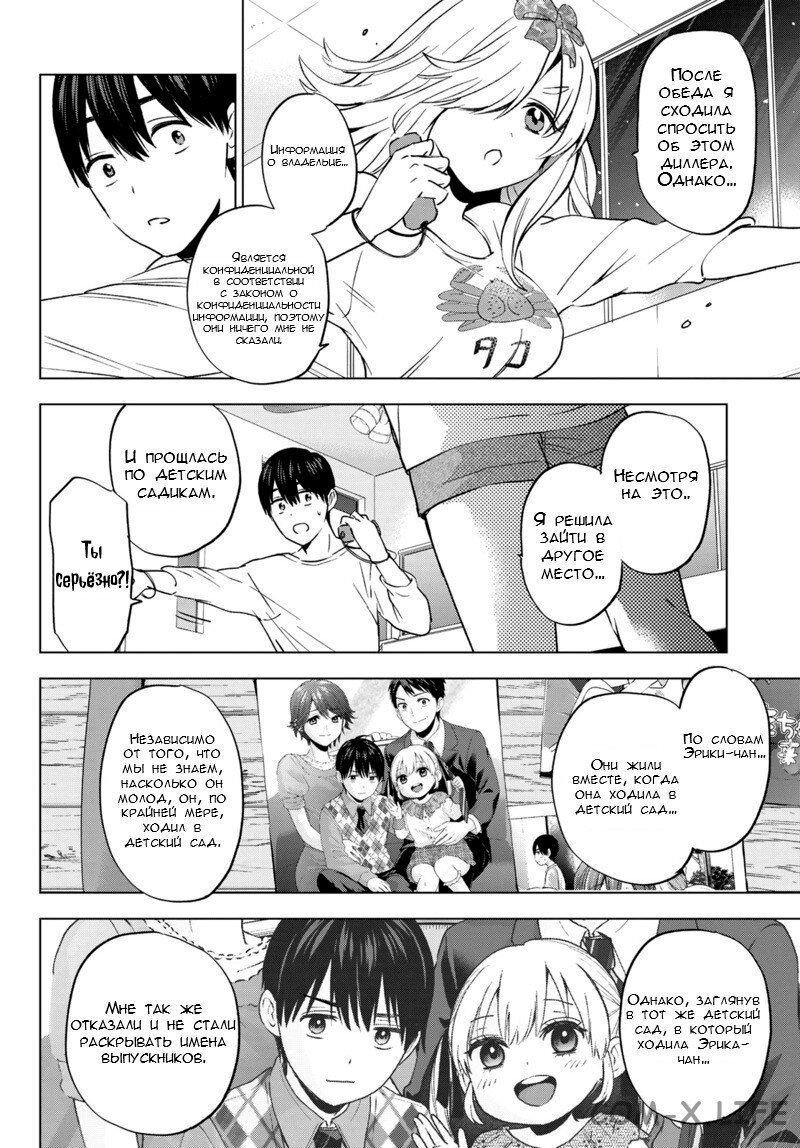 После
обеда я
сходила
спросить
об этом
диллера.
Однако...
Информация
о владельце...
Является
конфиденциальной
в соответствии
с законом о
конфиденциальности
информации, поэтому
они ничего мне не
сказали.
カニ
Несмотря
на это..
Я решила
зайти в
другое
место...
И прошлась
по детским
садикам.
Ты
серьёзно?!
По словам
Эрики-чан...
Они жили
вместе, когда
она ходила в
детский сад...
Независимо
от того, что
мы не знаем,
насколько он
молод, он, по
крайней мере,
ходил в
детский сад.
Однако, заглянув
в тот же детский
сад, в который
ходила Эрика-
чан...
Мне так же
отказали и не стали
раскрывать имена
выпускников.
COM-X LIFE